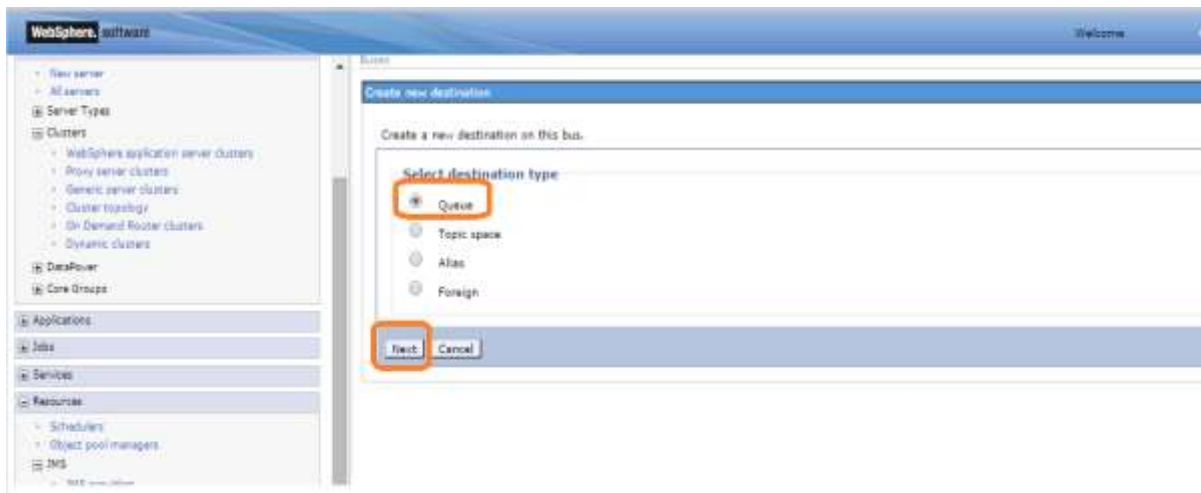 WebSphere. software
Welcome
New server
All servers
Server Types
Clusters
WebSphere application server clusters
Proxy server clusters
Generic server clusters
Cluster topology
On Demand Router clusters
Dynamic clusters
DataPower
Core Groups
Applications
Jobs
Services
Resources
Schedulers
Object pool managers
JMS
JMS providers
Buses
Create new destination
Create a new destination on this bus.
Select destination type
Queue
Topic space
Alias
Foreign
Next Cancel